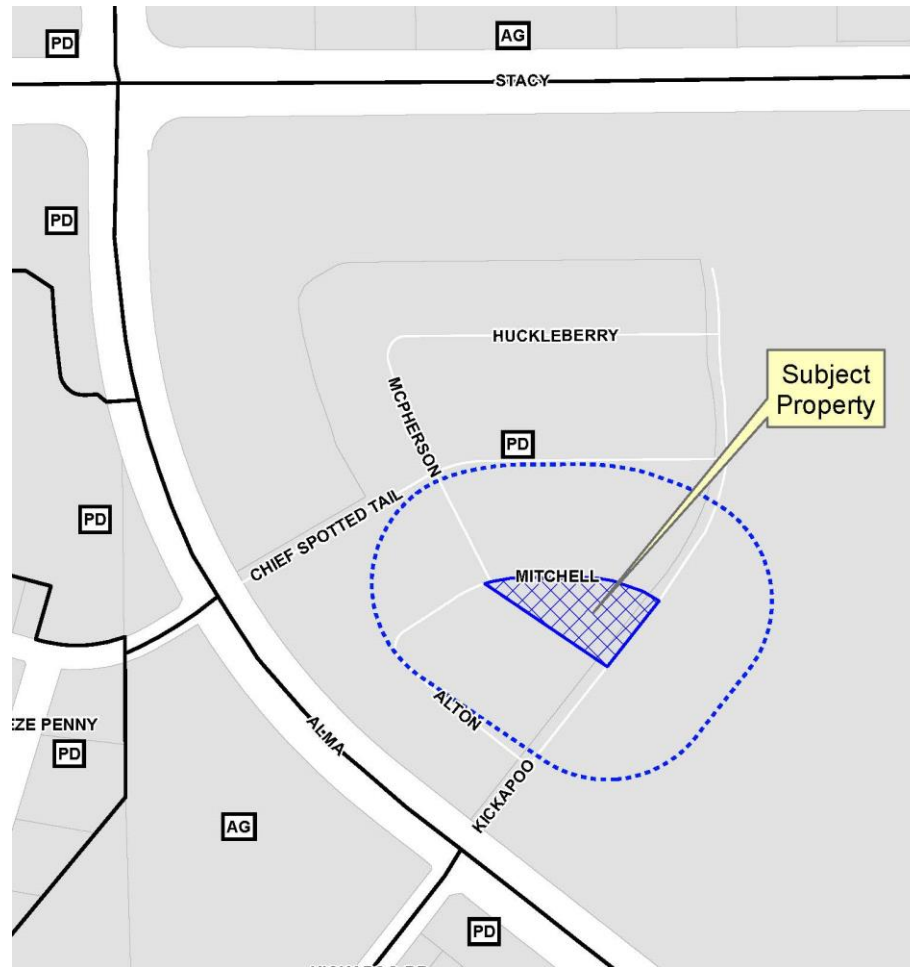 PD
AG
STACY
PD
HUCKLEBERRY
Subject
Property
MCPHERSON
PD
PD
CHIEF SPOTTED TAIL
MITCHELL
ALTON
EZE PENNY
PD
ALMA
KICKAPOO
AG
PD